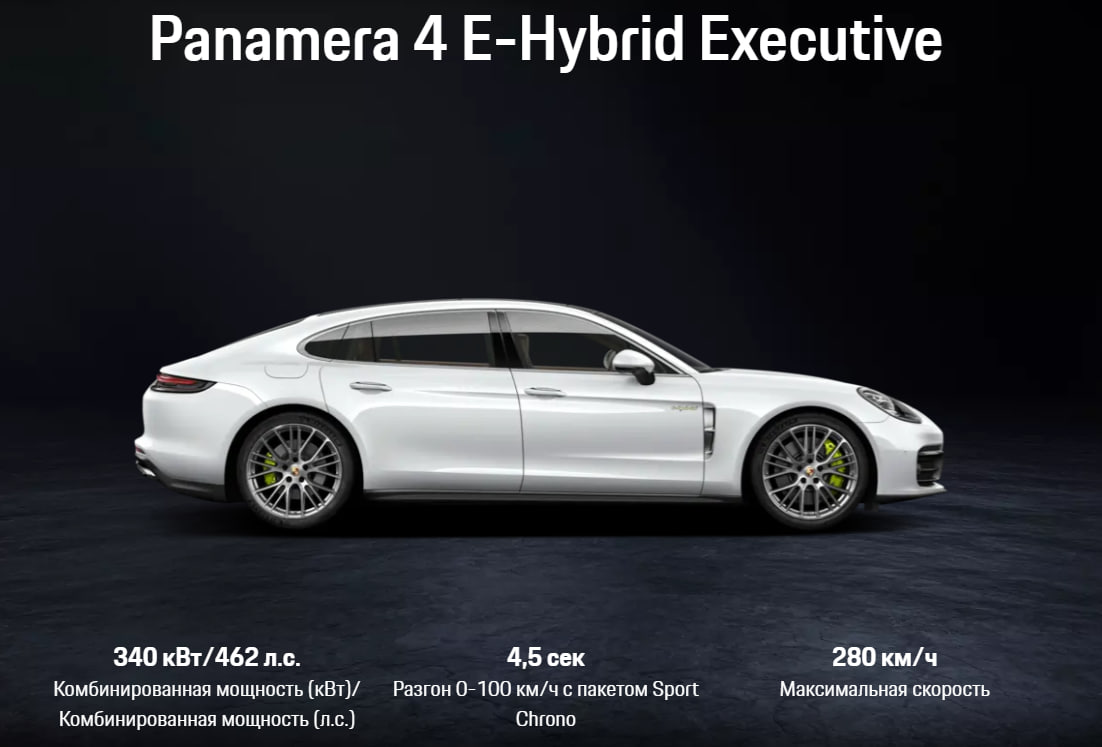 Panamera 4 E-Hybrid Executive
340 кВт/462 л.с.
Комбинированная мощность (кВт)/
Комбинированная мощность (л.с.)
4,5 сек
Разгон 0-100 км/ч с пакетом Sport
Chrono
280 км/ч
Максимальная скорость